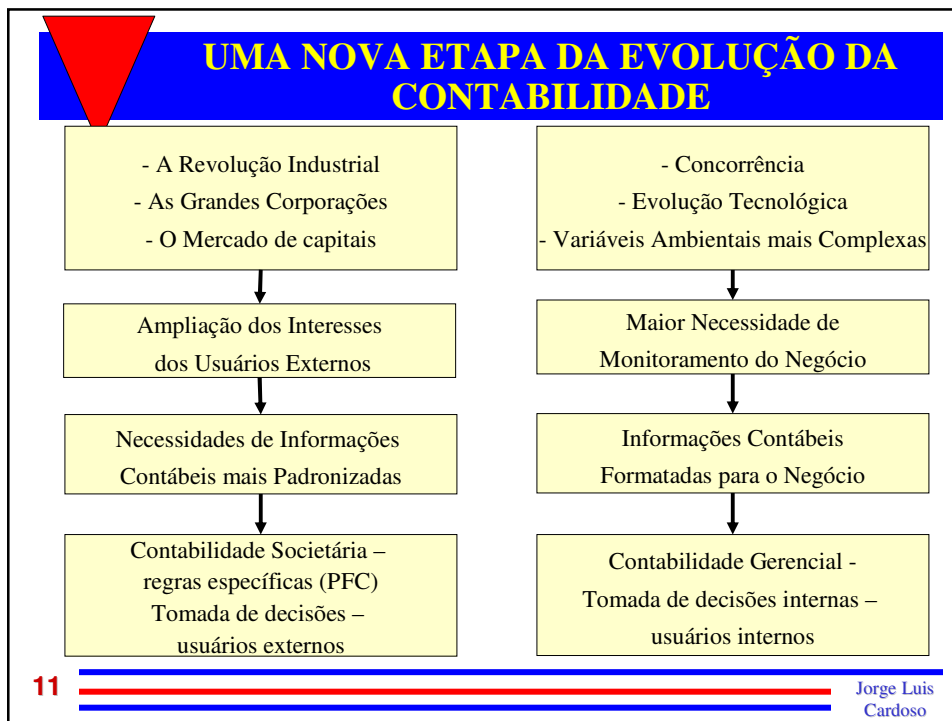 UMA NOVA ETAPA DA EVOLUÇÃO DA
CONTABILIDADE
- A Revolução Industrial
- As Grandes Corporações
- O Mercado de capitais
Ampliação dos Interesses
dos Usuários Externos
Necessidades de Informações
Contábeis mais Padronizadas
Contabilidade Societária –
regras específicas (PFC)
Tomada de decisões –
usuários externos
- Concorrência
- Evolução Tecnológica
- Variáveis Ambientais mais Complexas
Maior Necessidade de
Monitoramento do Negócio
Informações Contábeis
Formatadas para o Negócio
Contabilidade Gerencial -
Tomada de decisões internas –
usuários internos
11
Jorge Luis
Cardoso